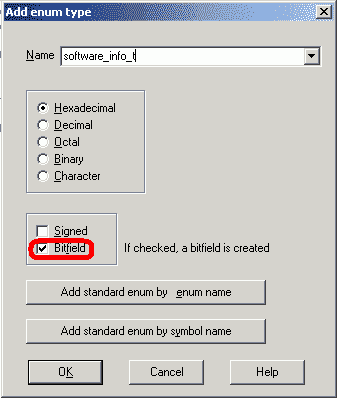 Add enum type
Name
software_info_t
Hexadecimal
Decimal
Octal
Binary
Character
Signed
Bitfield
If checked, a bitfield is created
Add standard enum by enum name
Add standard enum by symbol name
OK
Cancel
Help